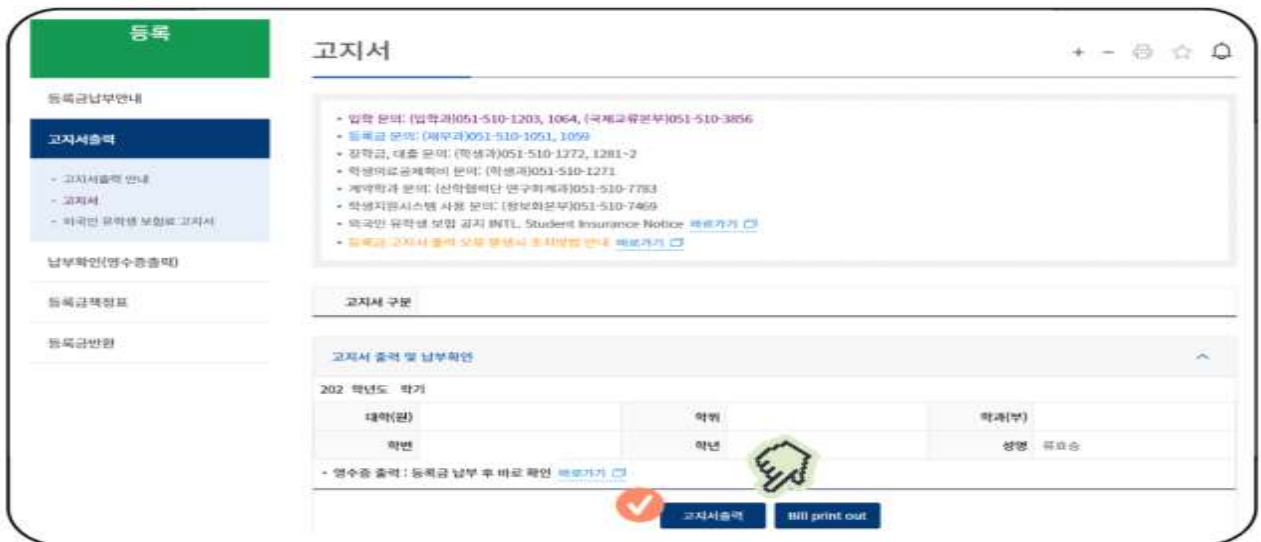 등록
고지서
등록금납부안내
고지서출력
- 고지서출력 안내
- 고지서
- 외국인 유학생 보험료 고지서
납부확인(영수증출력)
등록금책정표
등록금반환
• 입학 문의: (입학과)051-510-1203, 1064, (국제교류본부)051-510-3856
• 등록금 문의: (재무과)051-510-1051, 1059
• 장학금, 대출 문의: (학생과)051-510-1272, 1281~2
• 학생의료공제회비 문의: (학생과)051-510-1271
• 계약학과 문의: (산학협력단 연구회계과)051-510-7783
• 학생지원시스템 사용 문의: (정보화본부)051-510-7469
• 외국인 유학생 보험 공지 INTL. Student Insurance Notice 바로가기
• 등록금 고지서 출력 오류 발생시 조치방법 안내 바로가기
고지서 구분
고지서 출력 및 납부확인
202 학년도 학기
대학(원) 학위 학과(부)
학번 학년 성명 류효승
• 영수증 출력 : 등록금 납부 후 바로 확인 바로가기
고지서출력 Bill print out